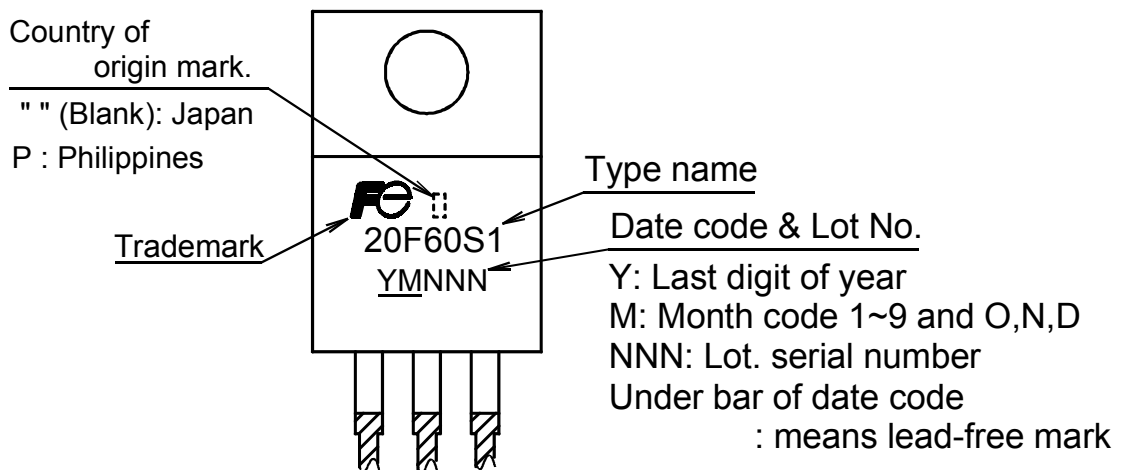 Country of
origin mark.
" " (Blank): Japan
P : Philippines
Trademark
Fe
20F60S1
YMNNN
Type name
Date code & Lot No.
Y: Last digit of year
M: Month code 1~9 and O,N,D
NNN: Lot. serial number
Under bar of date code
: means lead-free mark